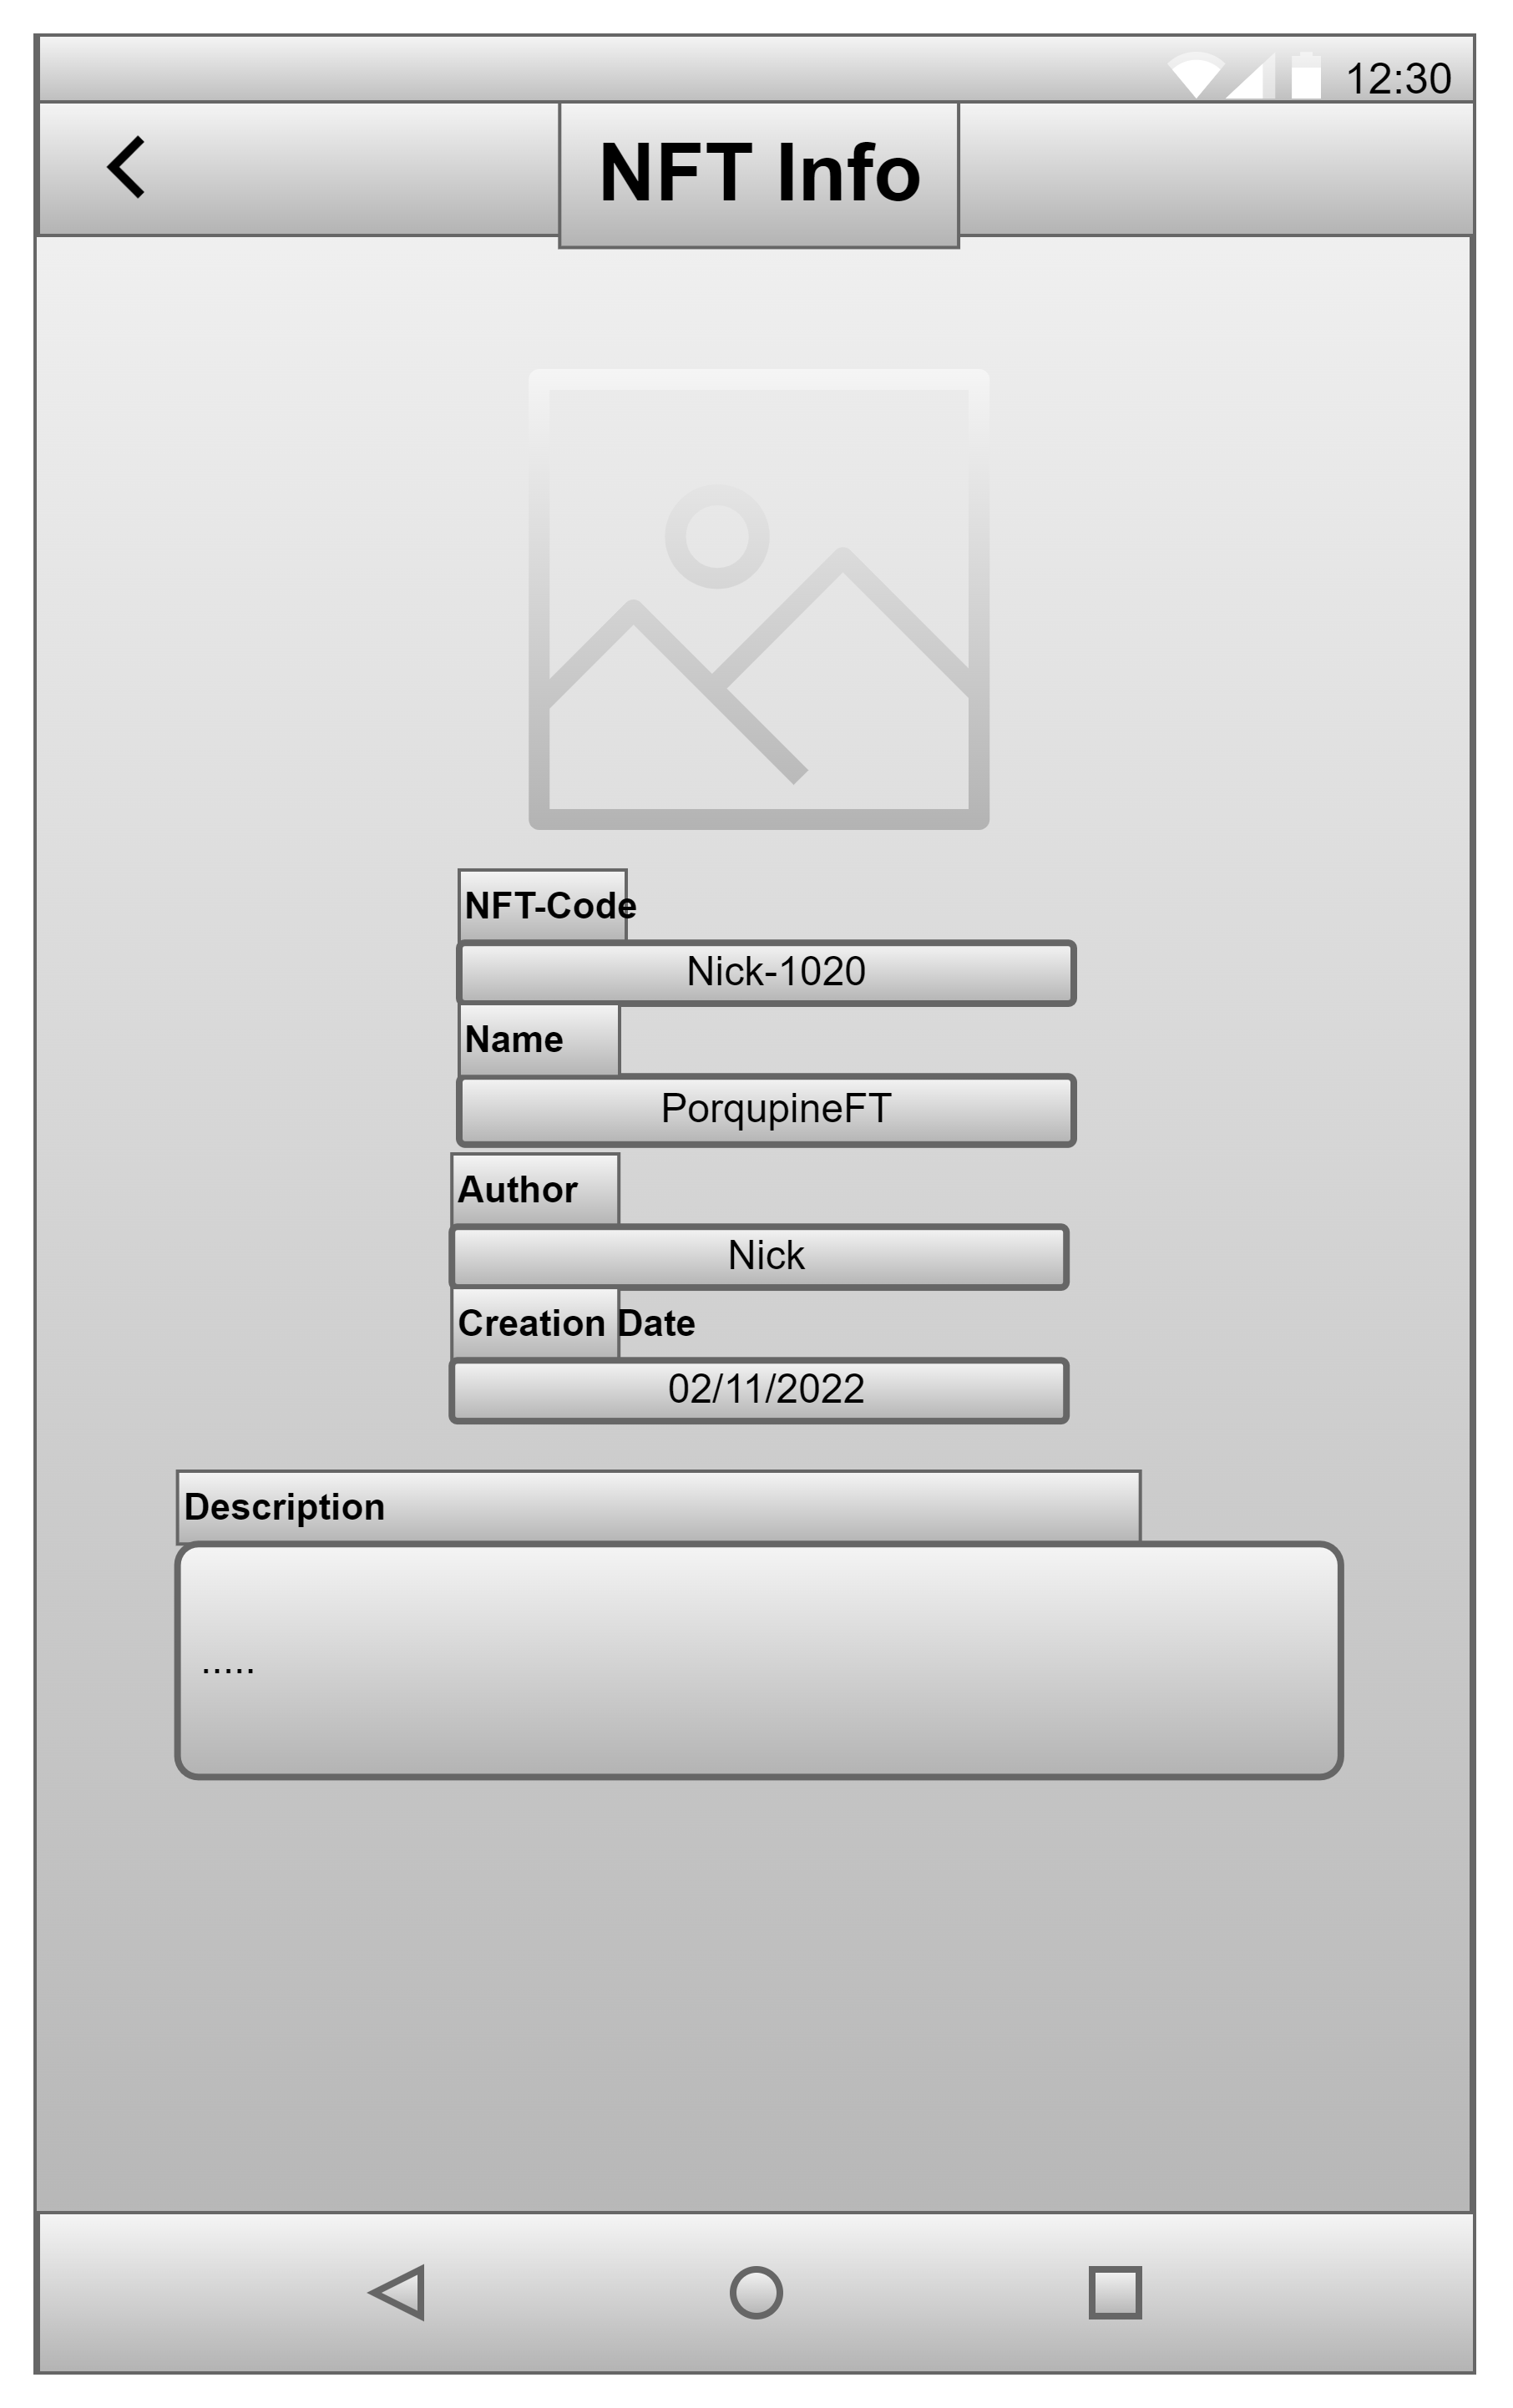 12:30
NFT Info
NFT-Code
Nick-1020
Name
PorqupineFT
Author
Nick
Creation Date
02/11/2022
Description
.....